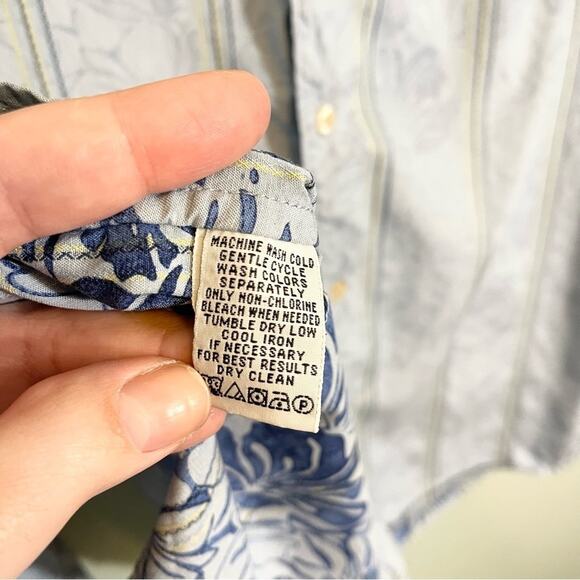 MACHINE WASH COLD
GENTLE CYCLE
WASH COLORS
SEPARATELY
ONLY NON-CHLORINE
BLEACH WHEN NEEDED
TUMBLE DRY LOW
COOL IRON
IF NECESSARY
FOR BEST RESULTS
DRY CLEAN
P